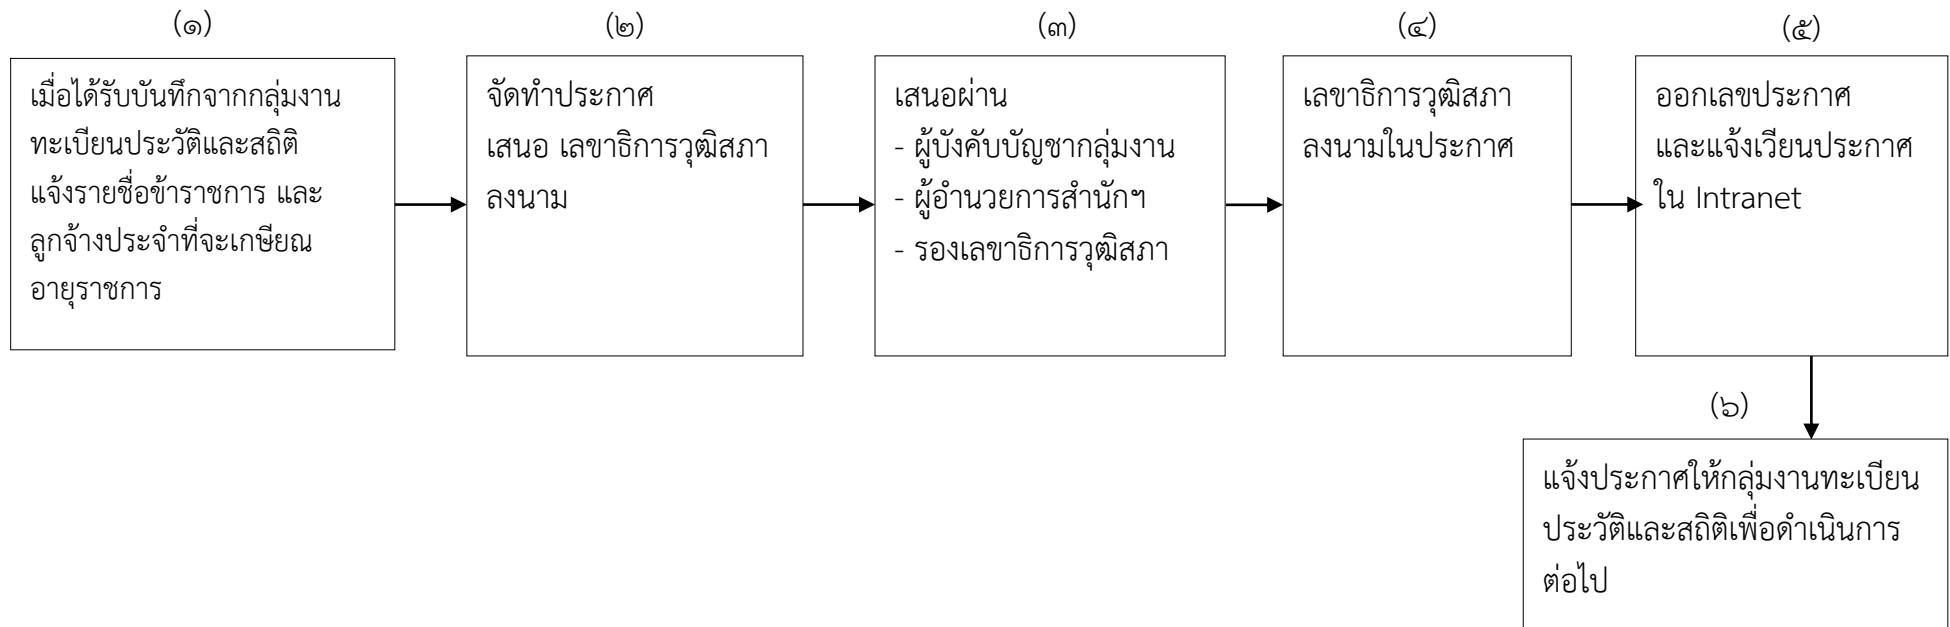 (๑)
เมื่อได้รับบันทึกจากกลุ่มงาน
ทะเบียนประวัติและสถิติ
แจ้งรายชื่อข้าราชการ และ
ลูกจ้างประจำที่จะเกษียณ
อายุราชการ
(๒)
จัดทำประกาศ
เสนอ เลขาธิการวุฒิสภา
ลงนาม
(๓)
เสนอผ่าน
- ผู้บังคับบัญชากลุ่มงาน
- ผู้อำนวยการสำนักฯ
- รองเลขาธิการวุฒิสภา
(๔)
เลขาธิการวุฒิสภา
ลงนามในประกาศ
(๕)
ออกเลขประกาศ
และแจ้งเวียนประกาศ
ใน Intranet
(๖)
แจ้งประกาศให้กลุ่มงานทะเบียน
ประวัติและสถิติเพื่อดำเนินการ
ต่อไป